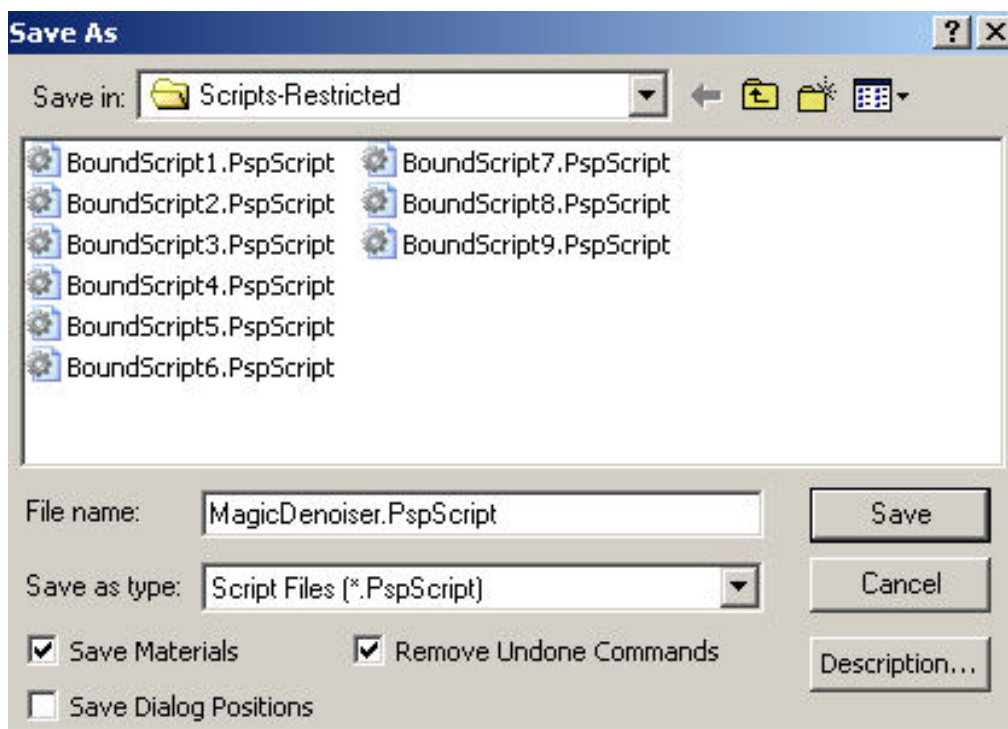 Save As
Save in: Scripts-Restricted
BoundScript1.PspScript BoundScript7.PspScript
BoundScript2.PspScript BoundScript8.PspScript
BoundScript3.PspScript BoundScript9.PspScript
BoundScript4.PspScript
BoundScript5.PspScript
BoundScript6.PspScript
File name: MagicDenoiser.PspScript Save
Save as type: Script Files (*.PspScript) Cancel
Save Materials Remove Undone Commands Description...
Save Dialog Positions